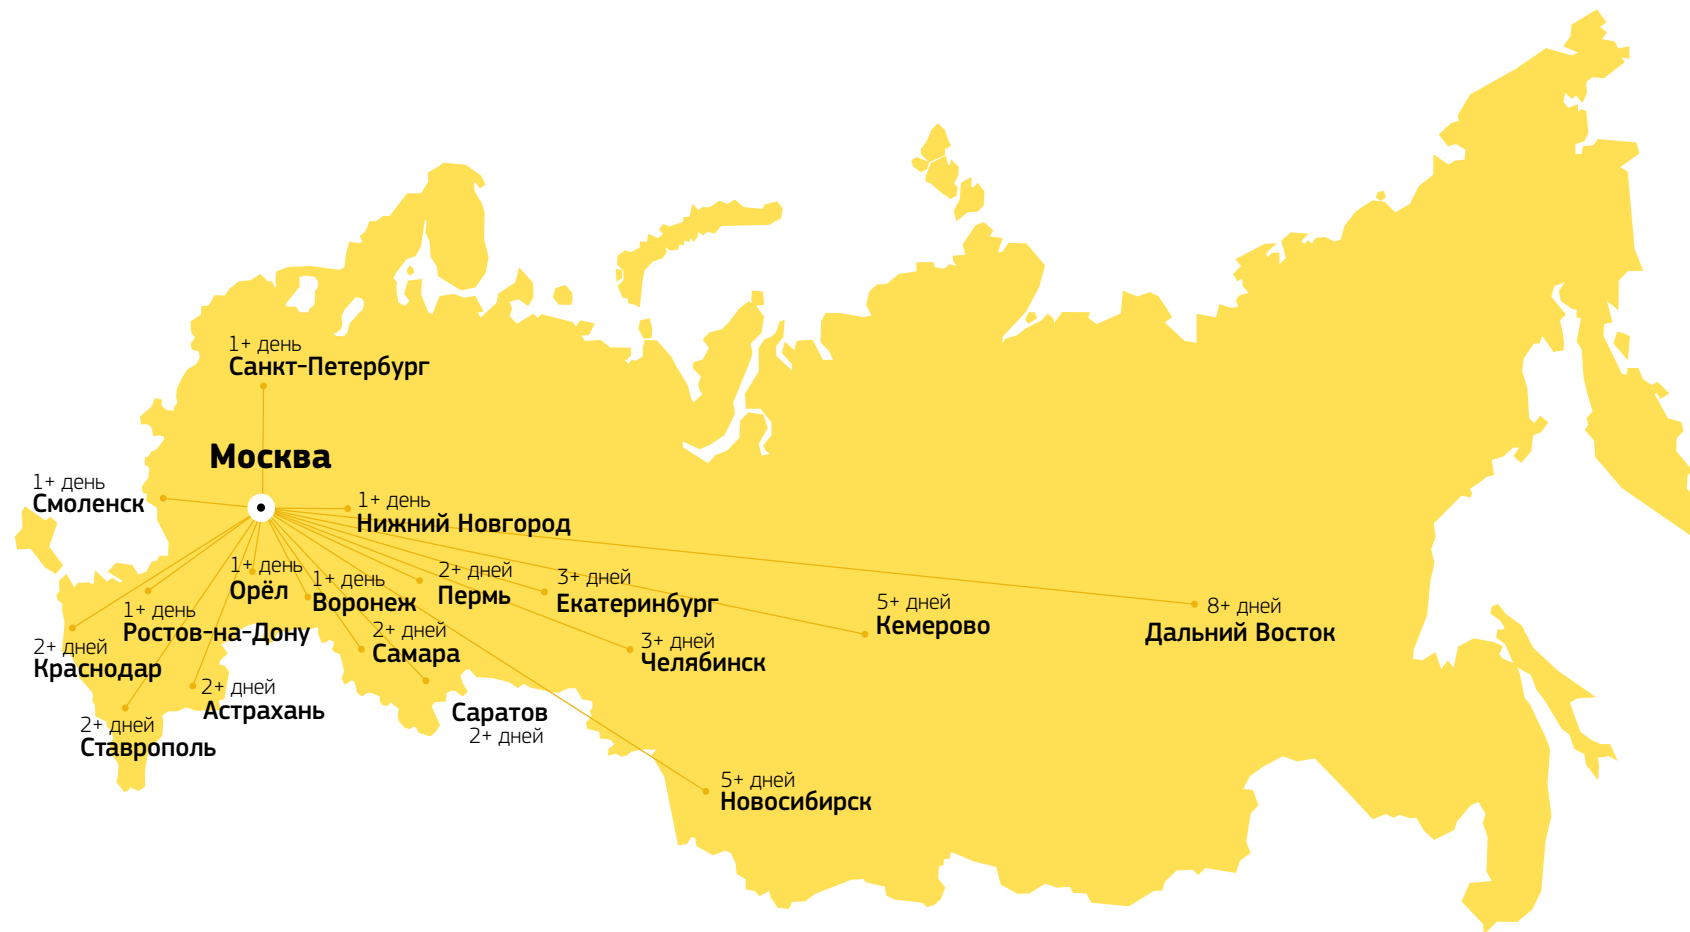 1+ день
Санкт-Петербург
Москва
1+ день
Смоленск
1+ день
Нижний Новгород
1+ день
Орёл
1+ день
Воронеж
2+ дней
Пермь
3+ дней
Екатеринбург
5+ дней
Кемерово
8+ дней
Дальний Восток
1+ день
Ростов-на-Дону
2+ дней
Самара
3+ дней
Челябинск
2+ дней
Краснодар
2+ дней
Астрахань
Саратов
2+ дней
2+ дней
Ставрополь
5+ дней
Новосибирск